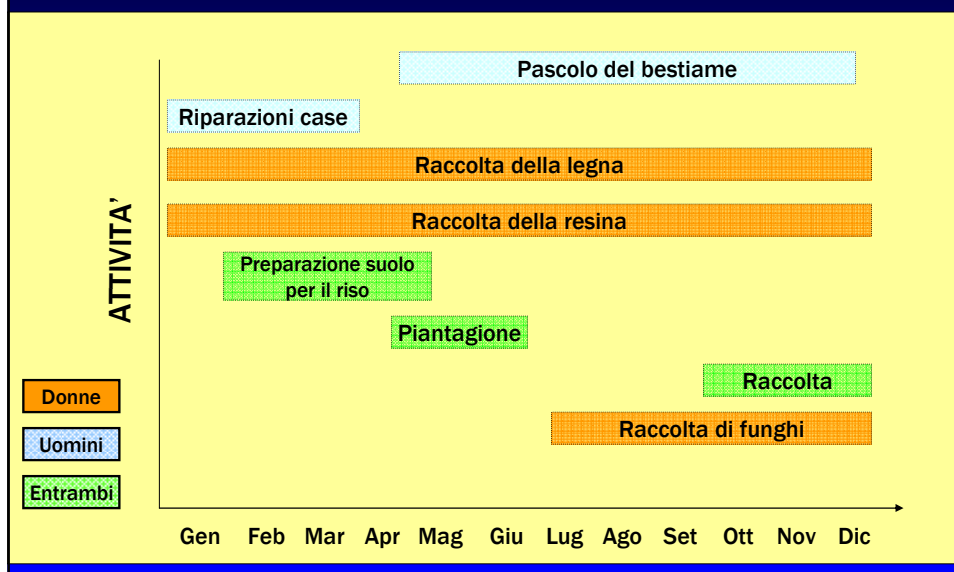 Pascolo del bestiame
Riparazioni case
Raccolta della legna
Raccolta della resina
Preparazione suolo
per il riso
Piantagione
Raccolta
Raccolta di funghi
ATTIVITA'
Donne
Uomini
Entrambi
Gen Feb Mar Apr Mag Giu Lug Ago Set Ott Nov Dic